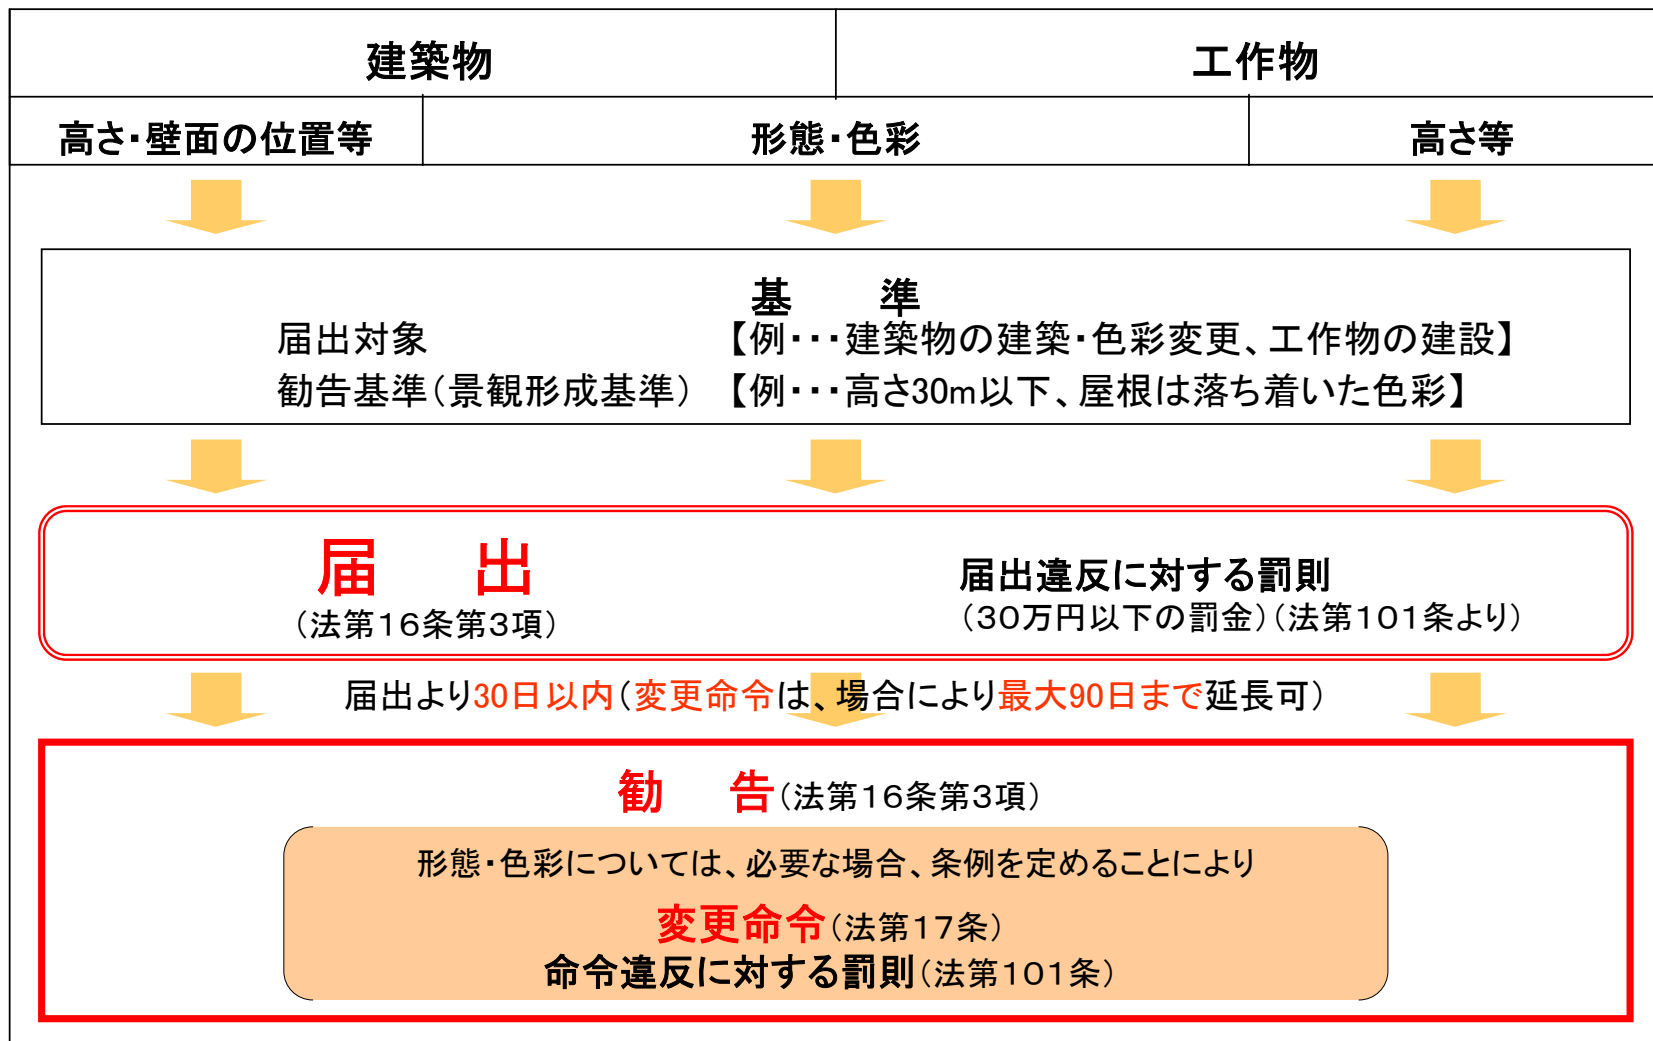 建築物
工作物
高さ・壁面の位置等
形態・色彩
高さ等
基　準
届出対象　【例・・・建築物の建築・色彩変更、工作物の建設】
勧告基準（景観形成基準）　【例・・・高さ30m以下、屋根は落ち着いた色彩】
届　出
（法第１６条第３項）
届出違反に対する罰則
（３０万円以下の罰金）（法第１０１条より）
届出より30日以内（変更命令は、場合により最大90日まで延長可）
勧　告（法第１６条第３項）
形態・色彩については、必要な場合、条例を定めることにより
変更命令（法第１７条）
命令違反に対する罰則（法第１０１条）